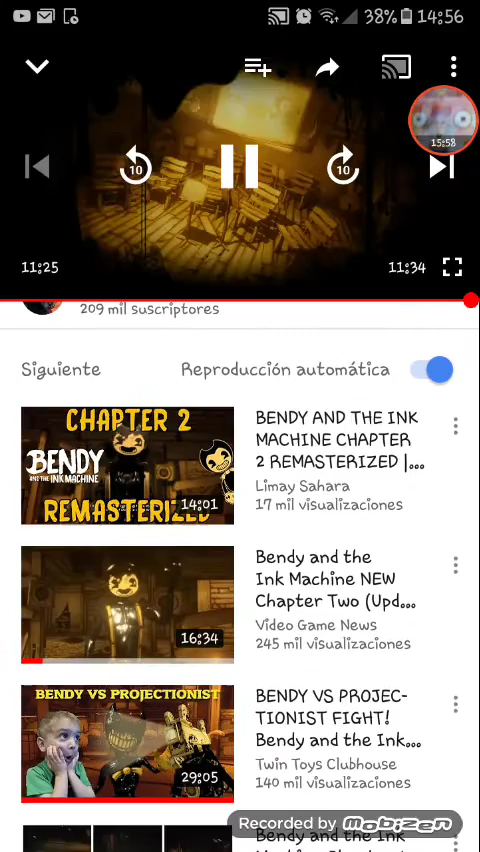 38% 14:56
15:58
10
10
11:25
11:34
209 mil suscriptores
Siguiente
Reproducción automática
CHAPTER 2
BENDY
AND THE INK MACHINE
REMASTERIZED
14:01
BENDY AND THE INK
MACHINE CHAPTER
2 REMASTERIZED |...
Limay Sahara
17 mil visualizaciones
16:34
Bendy and the
Ink Machine NEW
Chapter Two (Upd...
Video Game News
245 mil visualizaciones
BENDY VS PROJECTIONIST
29:05
BENDY VS PROJEC-
TIONIST FIGHT!
Bendy and the Ink...
Twin Toys Clubhouse
140 mil visualizaciones
Recorded by MOBIZEN
Bendy and the Ink